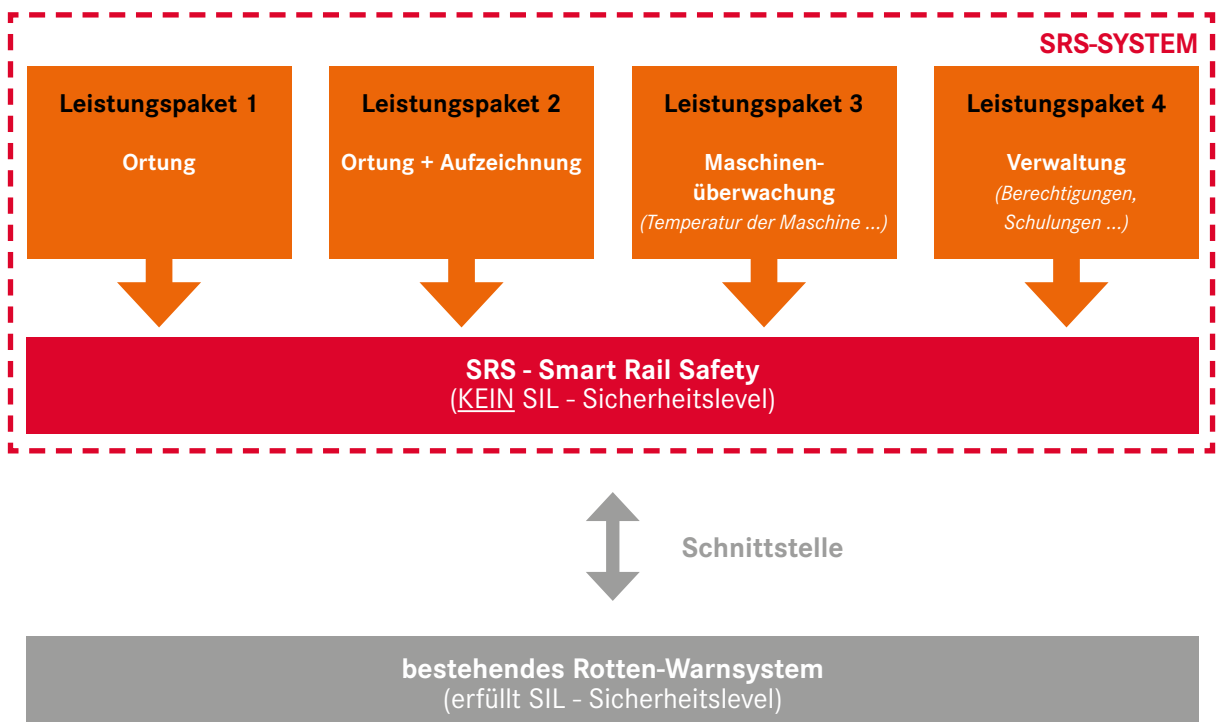 SRS-SYSTEM
Leistungspaket 1
Ortung
Leistungspaket 2
Ortung + Aufzeichnung
Leistungspaket 3
Maschinen-
überwachung
(Temperatur der Maschine ...)
Leistungspaket 4
Verwaltung
(Berechtigungen,
Schulungen ...)
SRS - Smart Rail Safety
(KEIN SIL - Sicherheitslevel)
Schnittstelle
bestehendes Rotten-Warnsystem
(erfüllt SIL - Sicherheitslevel)